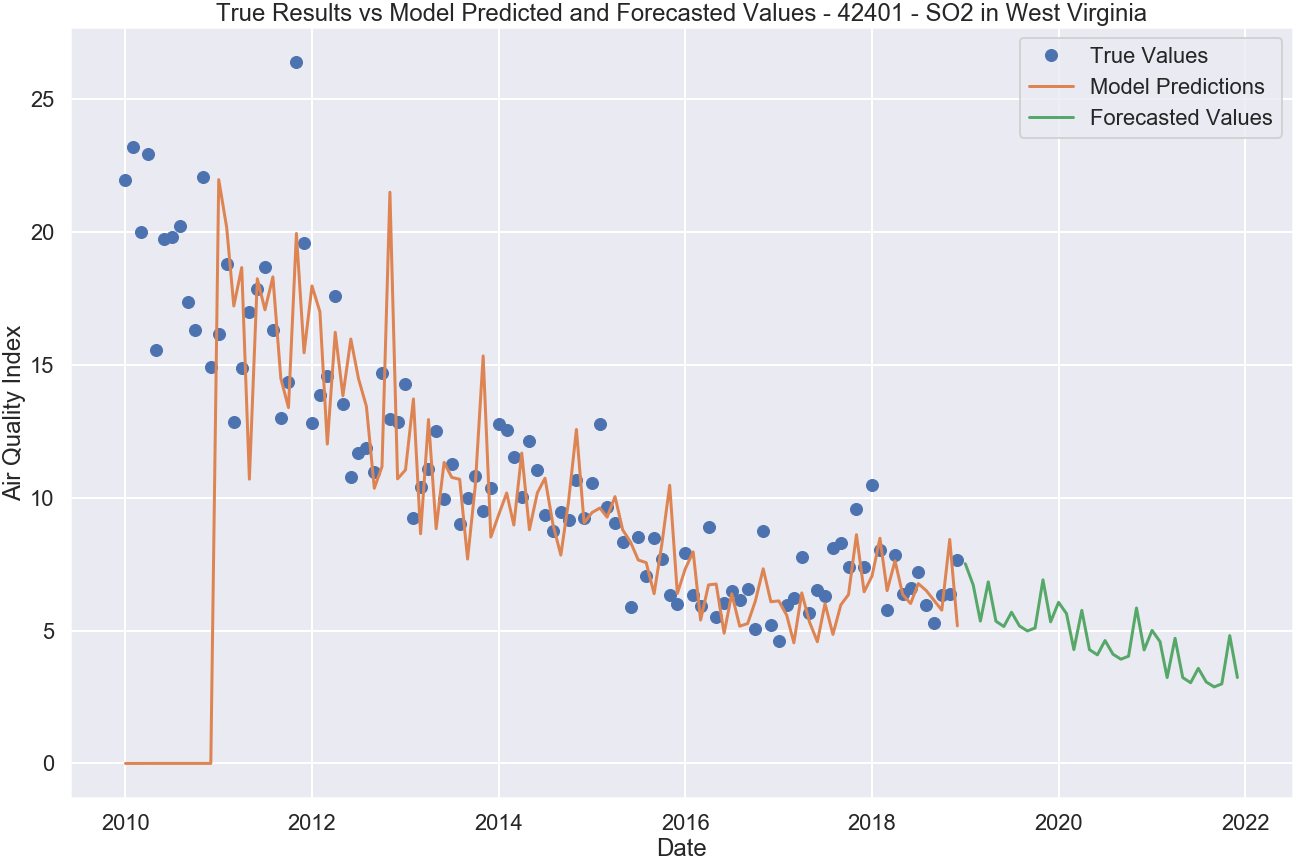 True Results vs Model Predicted and Forecasted Values - 42401 - SO2 in West Virginia
True Values
Model Predictions
Forecasted Values
Air Quality Index
25
20
15
10
5
0
2010 2012 2014 2016 2018 2020 2022
Date